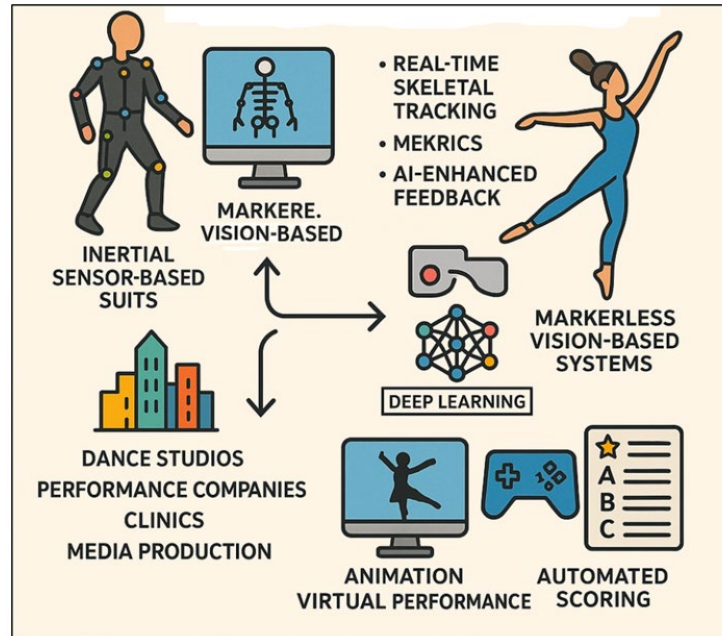 INERTIAL
SENSOR-BASED
SUITS
MARKERE.
VISION-BASED
• REAL-TIME
SKELETAL
TRACKING
• MEKRICS
• AI-ENHANCED
FEEDBACK
MARKERLESS
VISION-BASED
SYSTEMS
DEEP LEARNING
DANCE STUDIOS
PERFORMANCE COMPANIES
CLINICS
MEDIA PRODUCTION
A
B
C
ANIMATION
VIRTUAL PERFORMANCE
AUTOMATED
SCORING